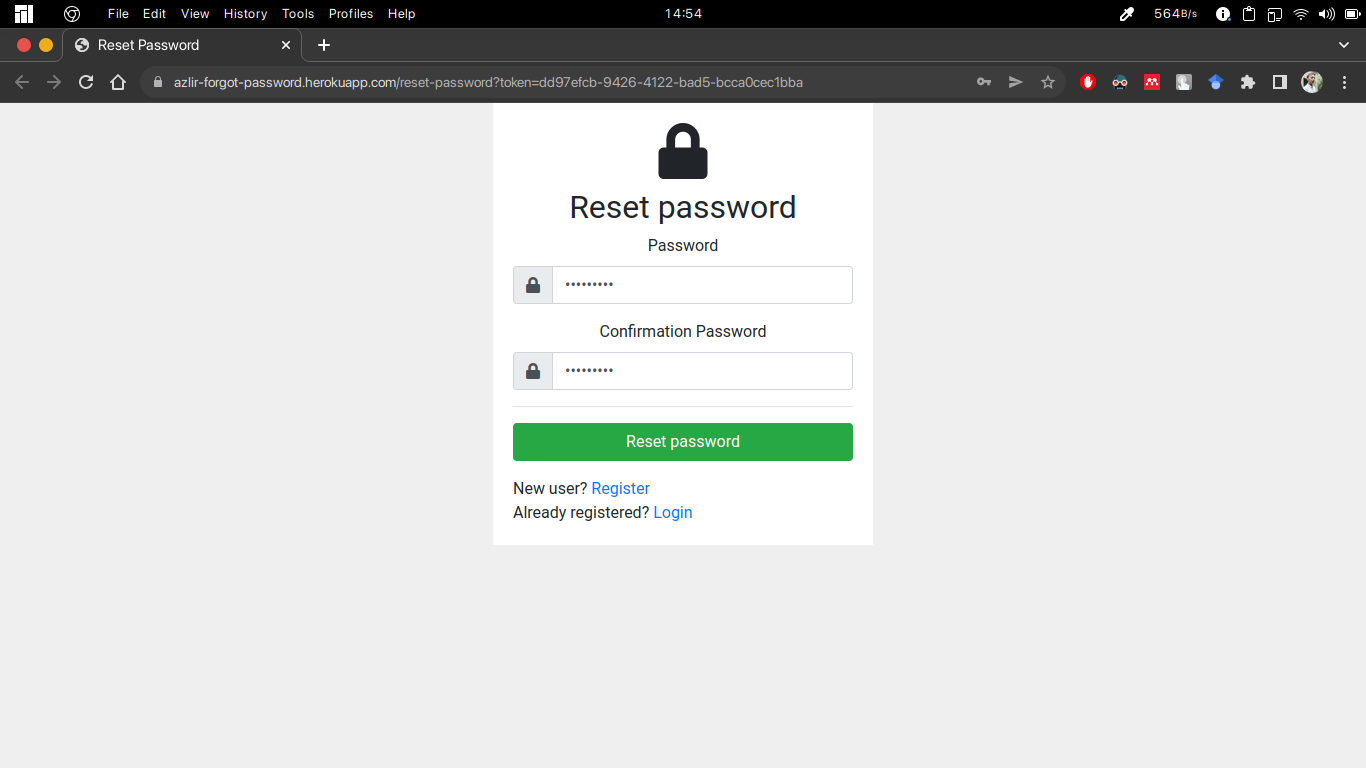 File Edit View History Tools Profiles Help 14:54 564B/s
Reset Password
azlir-forgot-password.herokuapp.com/reset-password?token=dd97efcb-9426-4122-bad5-bcca0cec1bba
Reset password
Password
•••••••••
Confirmation Password
•••••••••
Reset password
New user? Register
Already registered? Login